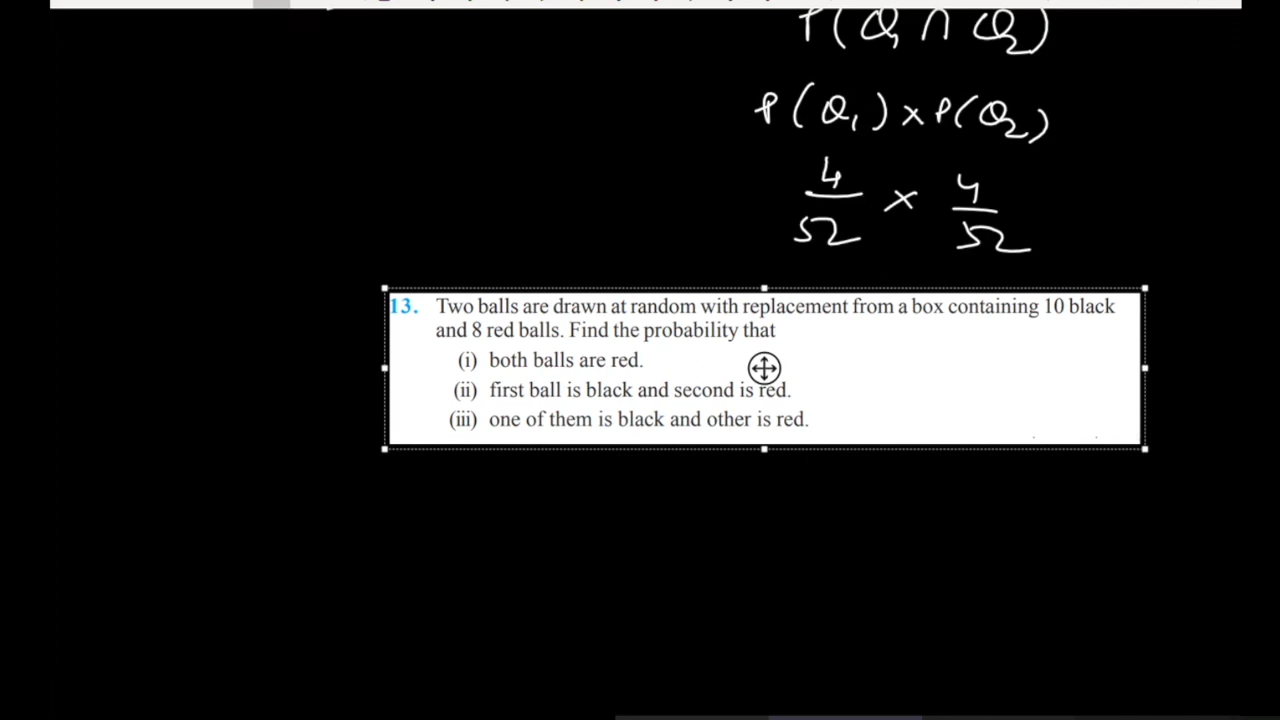 P(Q₁ ∩ Q₂)
P(Q₁) × P(Q₂)
4/52 × 4/52
13. Two balls are drawn at random with replacement from a box containing 10 black
and 8 red balls. Find the probability that
(i) both balls are red.
(ii) first ball is black and second is red.
(iii) one of them is black and other is red.